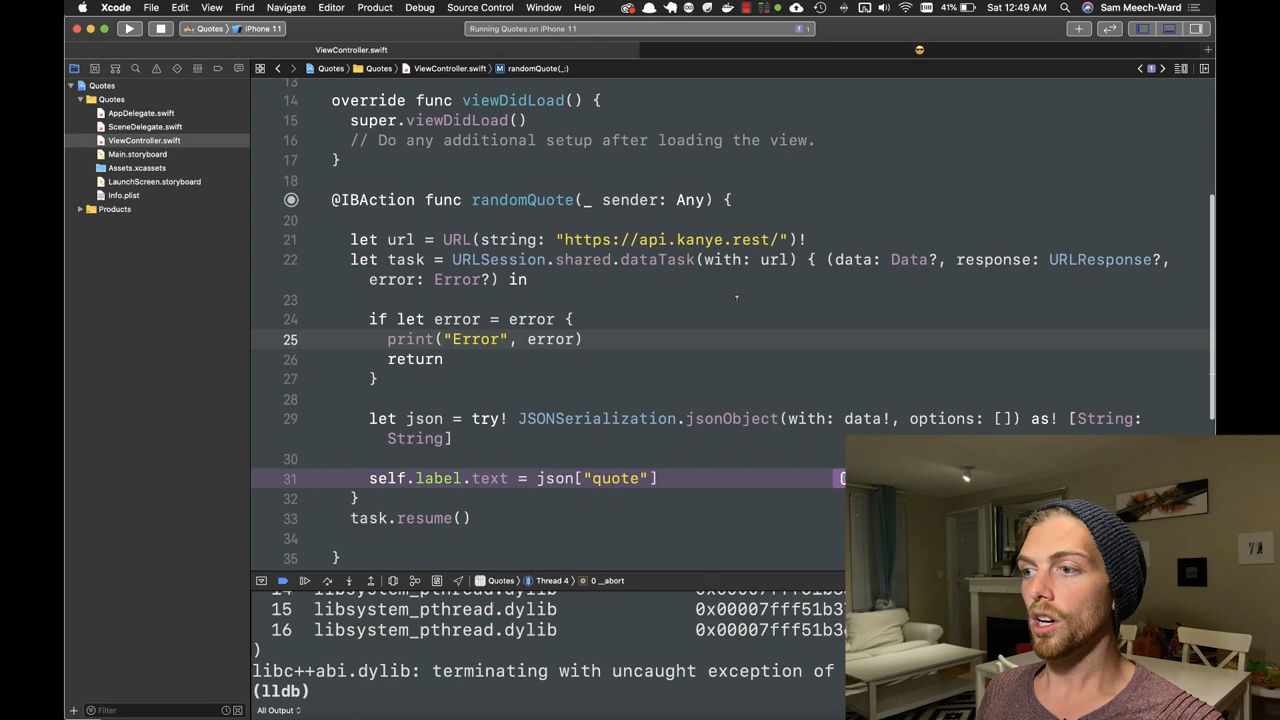 Xcode File Edit View Find Navigate Editor Product Debug Source Control Window Help 41% Sat 12:49 AM Sam Meech-Ward
Quotes iPhone 11 Running Quotes on iPhone 11 1
ViewController.swift
Quotes Quotes ViewController.swift M randomQuote(_:)
Quotes
Quotes
AppDelegate.swift
SceneDelegate.swift
ViewController.swift
Main.storyboard
Assets.xcassets
LaunchScreen.storyboard
Info.plist
Products
Filter
13
14 override func viewDidLoad() {
15 super.viewDidLoad()
16 // Do any additional setup after loading the view.
17 }
18
@IBAction func randomQuote(_ sender: Any) {
20
21 let url = URL(string: "https://api.kanye.rest/")!
22 let task = URLSession.shared.dataTask(with: url) { (data: Data?, response: URLResponse?,
error: Error?) in
23
24 if let error = error {
25 print("Error", error)
26 return
27 }
28
29 let json = try! JSONSerialization.jsonObject(with: data!, options: []) as! [String:
String]
30
31 self.label.text = json["quote"]
32 }
33 task.resume()
34
35 }
Quotes Thread 4 0 __abort
14 libsystem_pthread.dylib
15 libsystem_pthread.dylib 0x00007fff51b3
16 libsystem_pthread.dylib 0x00007fff51b3
)
libc++abi.dylib: terminating with uncaught exception of
(lldb)
All Output